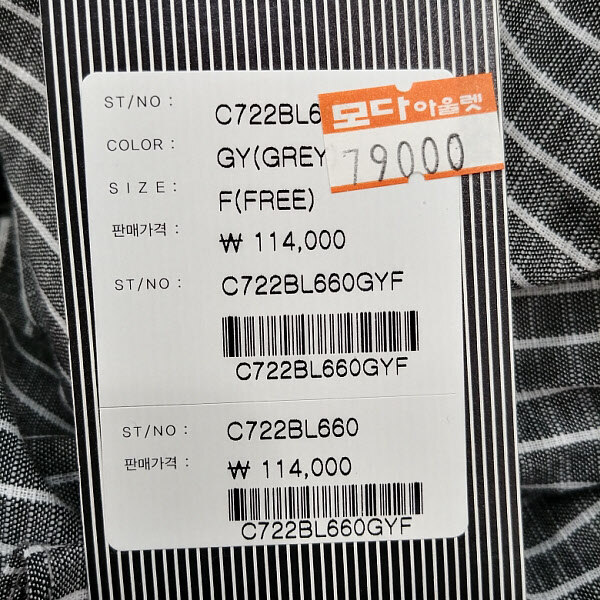 ST/NO : C722BL6
모다아울렛
COLOR : GY(GREY
79000
SIZE : F(FREE)
판매가격 : ₩ 114,000
ST/NO : C722BL660GYF
C722BL660GYF
ST/NO : C722BL660
판매가격 : ₩ 114,000
C722BL660GYF